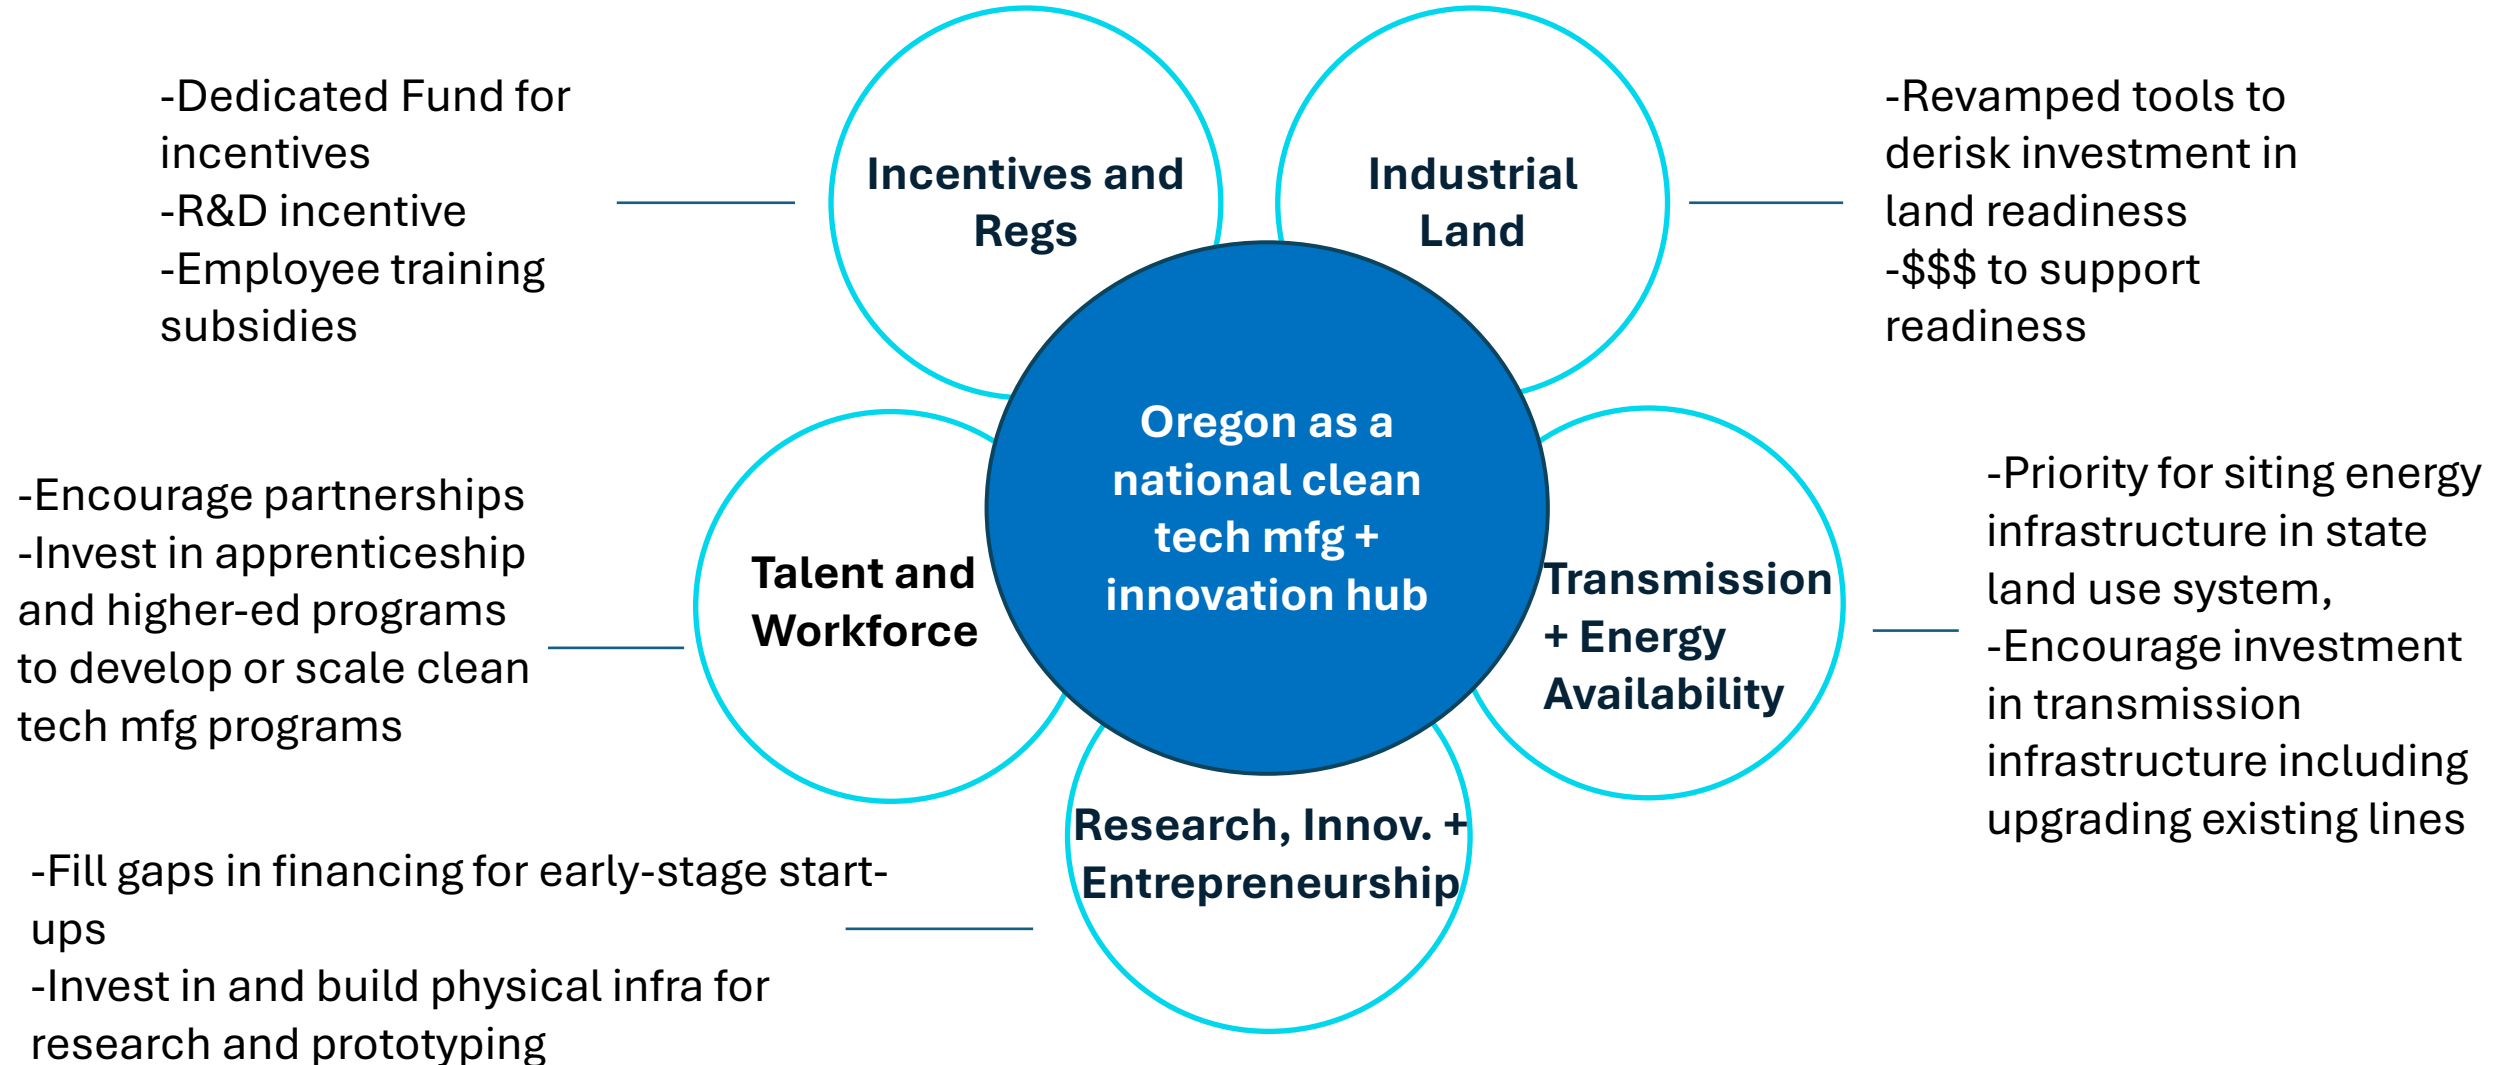 -Dedicated Fund for
incentives
-R&D incentive
-Employee training
subsidies
Incentives and
Regs
Industrial
Land
-Revamped tools to
derisk investment in
land readiness
-$$$ to support
readiness
Oregon as a
national clean
tech mfg +
innovation hub
-Encourage partnerships
-Invest in apprenticeship
and higher-ed programs
to develop or scale clean
tech mfg programs
Talent and
Workforce
Transmission
+ Energy
Availability
-Priority for siting energy
infrastructure in state
land use system,
-Encourage investment
in transmission
infrastructure including
upgrading existing lines
-Fill gaps in financing for early-stage start-
ups
-Invest in and build physical infra for
research and prototyping
Research, Innov. +
Entrepreneurship